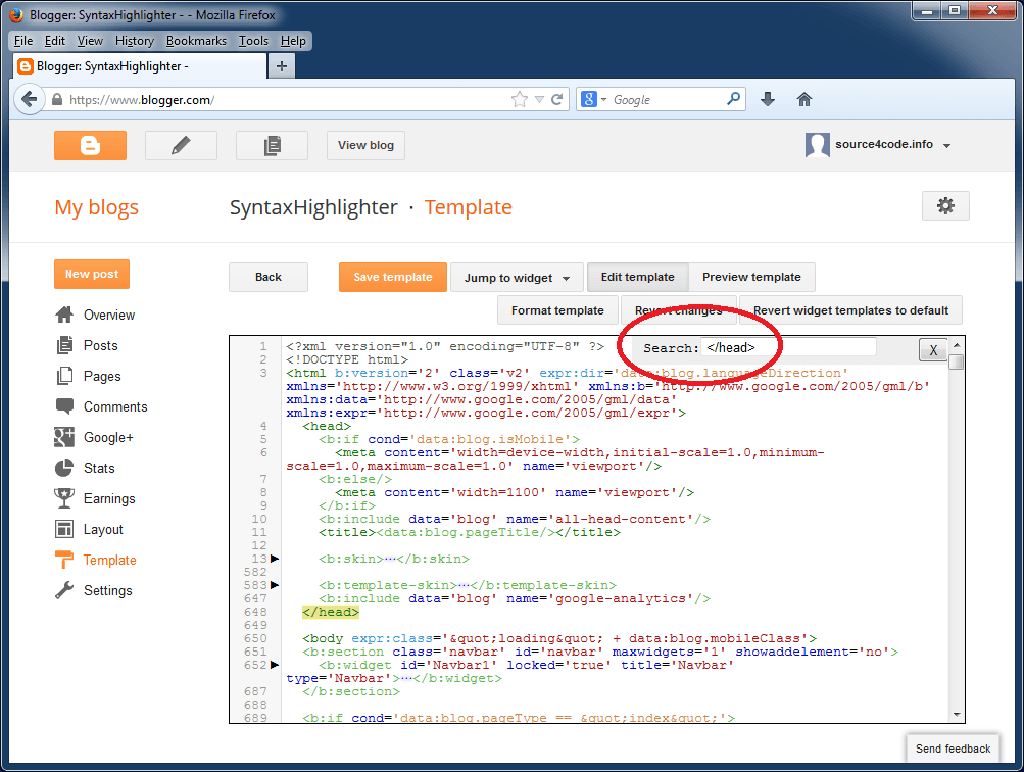 Blogger: SyntaxHighlighter - - Mozilla Firefox
File Edit View History Bookmarks Tools Help
Blogger: SyntaxHighlighter -
https://www.blogger.com/
Google
View blog
source4code.info
My blogs
SyntaxHighlighter · Template
New post
Back
Save template
Jump to widget
Edit template
Preview template
Format template
Revert changes
Revert widget templates to default
Overview
Posts
Pages
Comments
Google+
Stats
Earnings
Layout
Template
Settings
Search: </head>
X
1 <?xml version="1.0" encoding="UTF-8" ?>
2 <!DOCTYPE html>
3 <html b:version='2' class='v2' expr:dir='data:blog.languageDirection'
xmlns='http://www.w3.org/1999/xhtml' xmlns:b='http://www.google.com/2005/gml/b'
xmlns:data='http://www.google.com/2005/gml/data'
xmlns:expr='http://www.google.com/2005/gml/expr'>
4 <head>
5 <b:if cond='data:blog.isMobile'>
6 <meta content='width=device-width,initial-scale=1.0,minimum-
scale=1.0,maximum-scale=1.0' name='viewport'/>
7 <b:else/>
8 <meta content='width=1100' name='viewport'/>
9 </b:if>
10 <b:include data='blog' name='all-head-content'/>
11 <title><data:blog.pageTitle/></title>
12
13 <b:skin>…</b:skin>
582
583 <b:template-skin>…</b:template-skin>
647 <b:include data='blog' name='google-analytics'/>
648 </head>
649
650 <body expr:class='&quot;loading&quot; + data:blog.mobileClass'>
651 <b:section class='navbar' id='navbar' maxwidgets='1' showaddelement='no'>
652 <b:widget id='Navbar1' locked='true' title='Navbar'
type='Navbar'>…</b:widget>
687 </b:section>
688
689 <b:if cond='data:blog.pageType == &quot;index&quot;'>
Send feedback